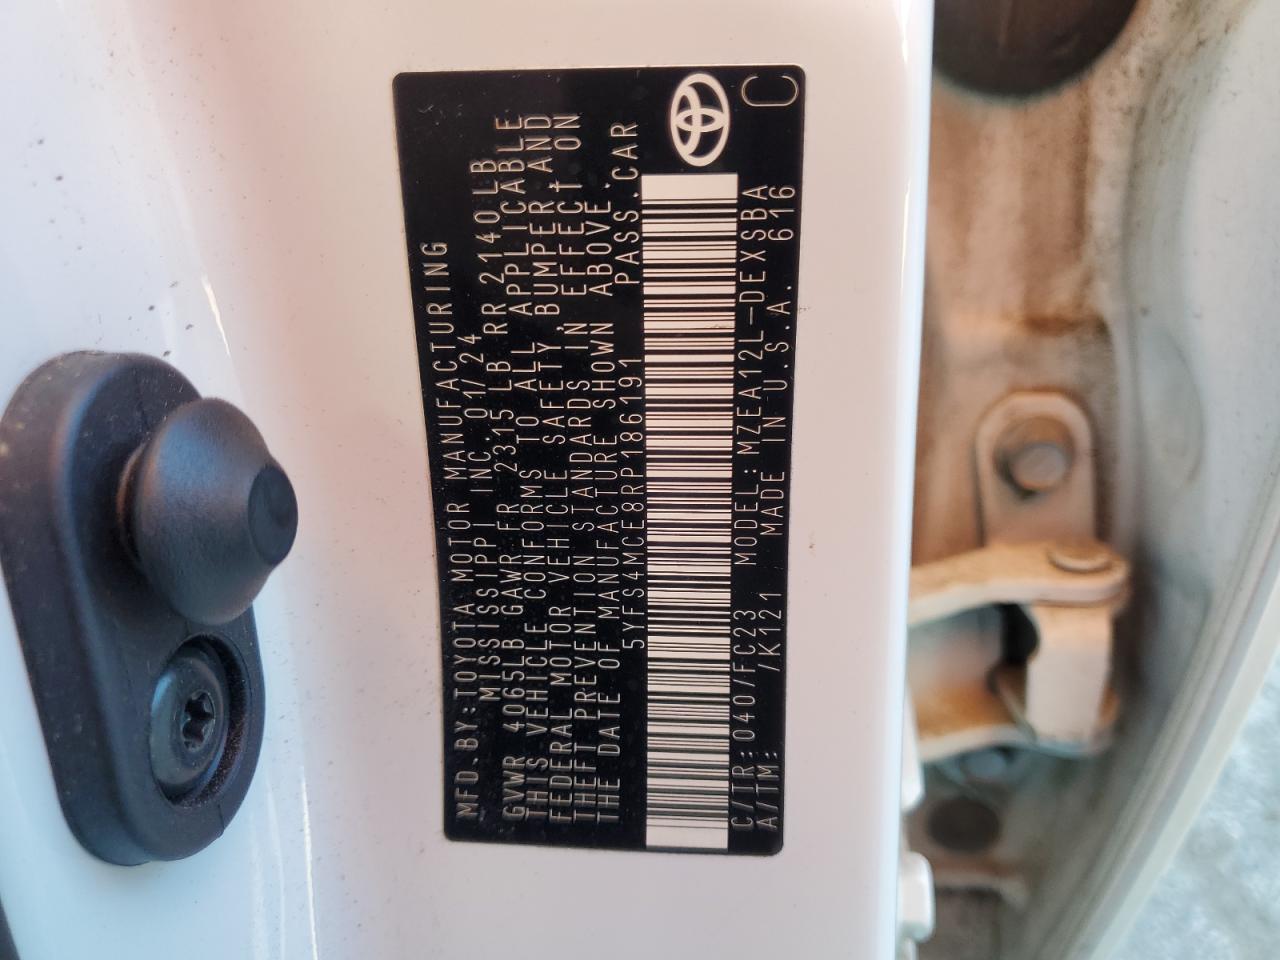 MFD.BY:TOYOTA MOTOR MANUFACTURING
MISSISSIPPI INC. 01/24
GVWR 4065LB GAWR FR 2315 LB RR 2140LB
THIS VEHICLE CONFORMS TO ALL APPLICABLE
FEDERAL MOTOR VEHICLE SAFETY, BUMPER, AND
THEFT PREVENTION STANDARDS IN EFFECT ON
THE DATE OF MANUFACTURE SHOWN ABOVE.
5YFS4MCE8RP186191 PASS.CAR
C/TR: 040/FC23 MODEL: MZEA12L-DEXSBA
A/TM: /K121 MADE IN U.S.A. 616
C